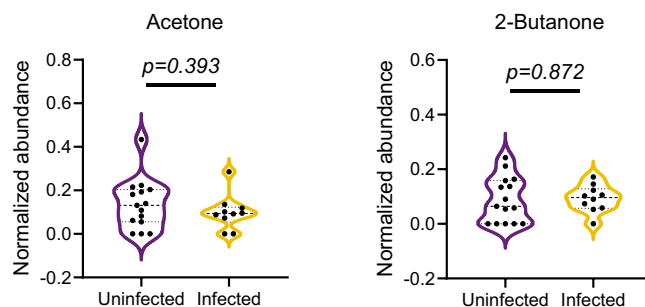 Acetone
Normalized abundance
0.8
0.6
0.4
0.2
0.0
-0.2
p=0.393
Uninfected Infected
2-Butanone
Normalized abundance
0.6
0.4
0.2
0.0
-0.2
p=0.872
Uninfected Infected